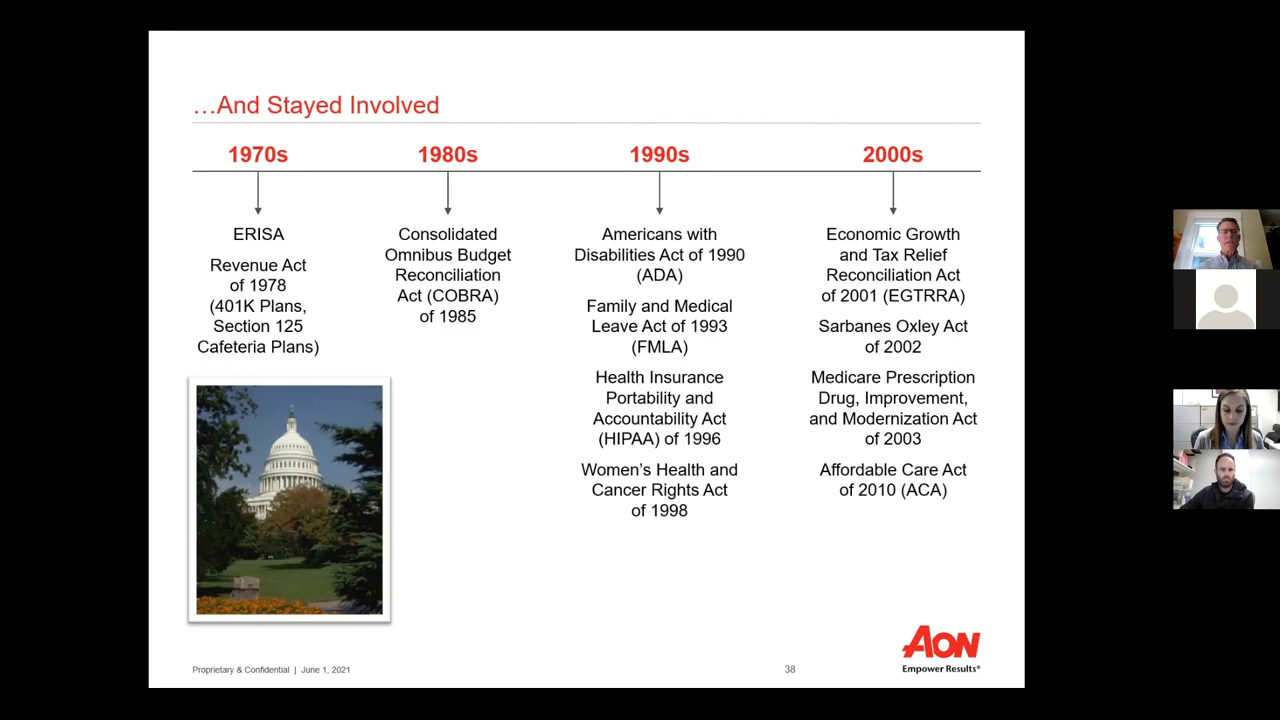 …And Stayed Involved
1970s
1980s
1990s
2000s
ERISA
Revenue Act
of 1978
(401K Plans,
Section 125
Cafeteria Plans)
Consolidated
Omnibus Budget
Reconciliation
Act (COBRA)
of 1985
Americans with
Disabilities Act of 1990
(ADA)
Family and Medical
Leave Act of 1993
(FMLA)
Health Insurance
Portability and
Accountability Act
(HIPAA) of 1996
Women’s Health and
Cancer Rights Act
of 1998
Economic Growth
and Tax Relief
Reconciliation Act
of 2001 (EGTRRA)
Sarbanes Oxley Act
of 2002
Medicare Prescription
Drug, Improvement,
and Modernization Act
of 2003
Affordable Care Act
of 2010 (ACA)
Proprietary & Confidential | June 1, 2021
38
AON
Empower Results®